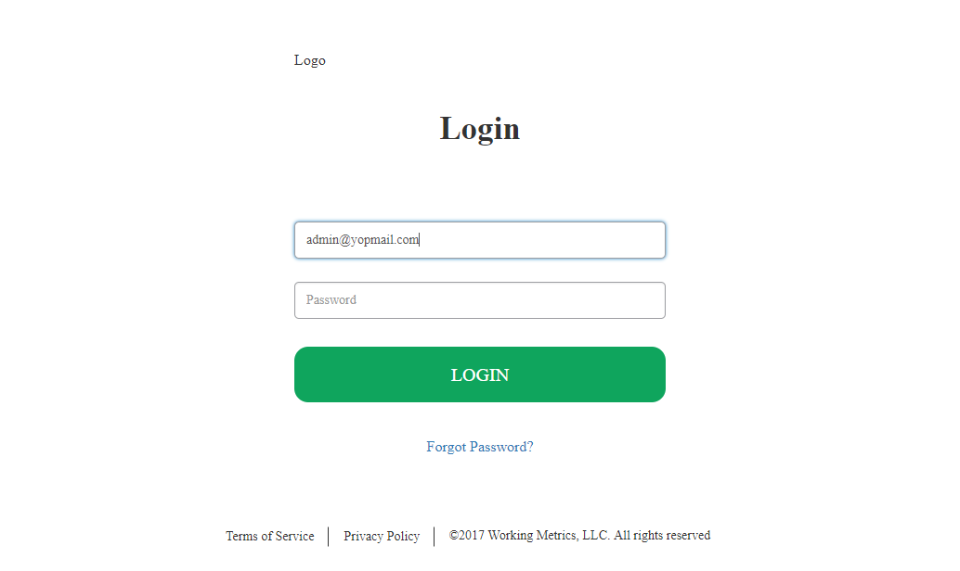 Logo
Login
admin@yopmail.com
Password
LOGIN
Forgot Password?
Terms of Service | Privacy Policy | ©2017 Working Metrics, LLC. All rights reserved